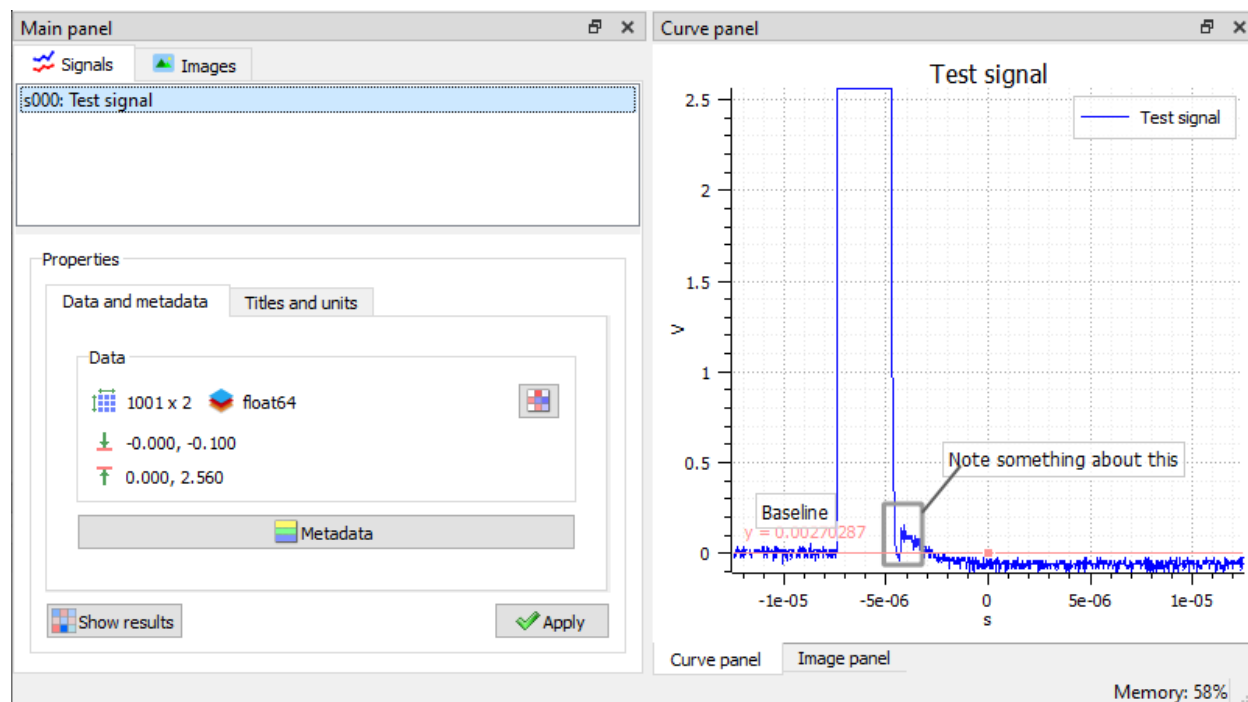 Main panel
Signals
Images
s000: Test signal
Properties
Data and metadata
Titles and units
Data
1001 x 2
float64
-0.000, -0.100
0.000, 2.560
Metadata
Show results
Apply
Curve panel
Test signal
Test signal
2.5
2
1.5
1
0.5
0
V
Note something about this
Baseline
y = 0.00270287
-1e-05
-5e-06
0
5e-06
1e-05
s
Curve panel
Image panel
Memory: 58%